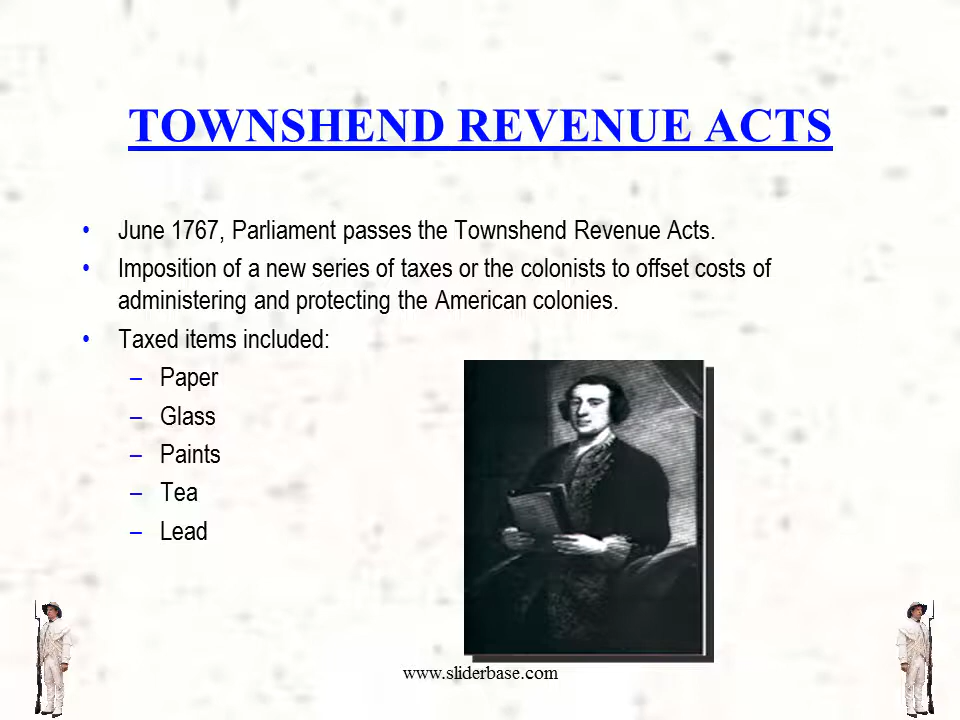 TOWNSHEND REVENUE ACTS
• June 1767, Parliament passes the Townshend Revenue Acts.
• Imposition of a new series of taxes or the colonists to offset costs of
administering and protecting the American colonies.
• Taxed items included:
– Paper
– Glass
– Paints
– Tea
– Lead
www.sliderbase.com